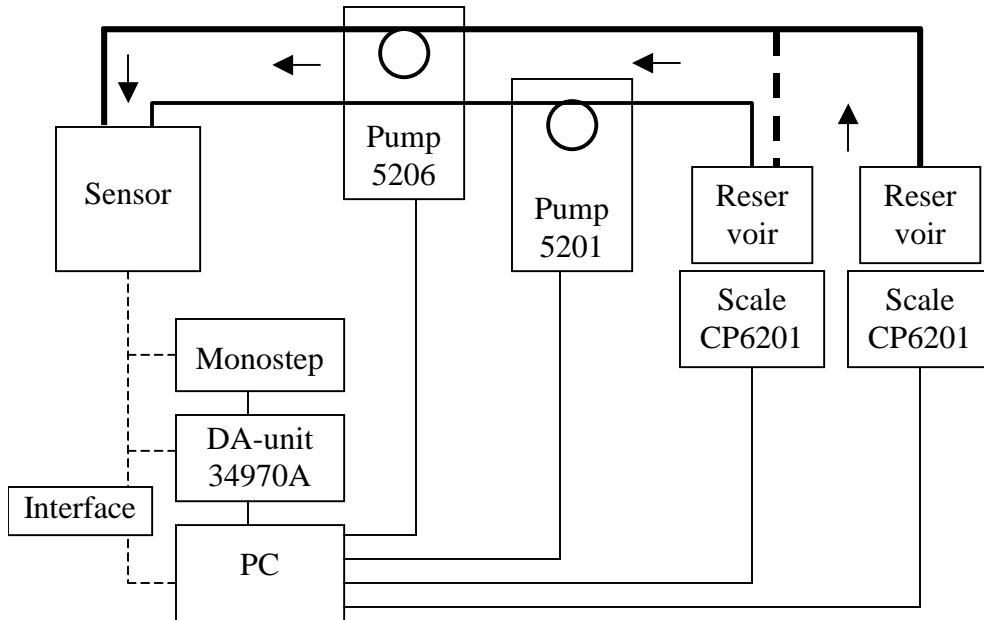 Pump
5206
Sensor
Pump
5201
Reser
voir
Reser
voir
Scale
CP6201
Scale
CP6201
Monostep
DA-unit
34970A
Interface
PC